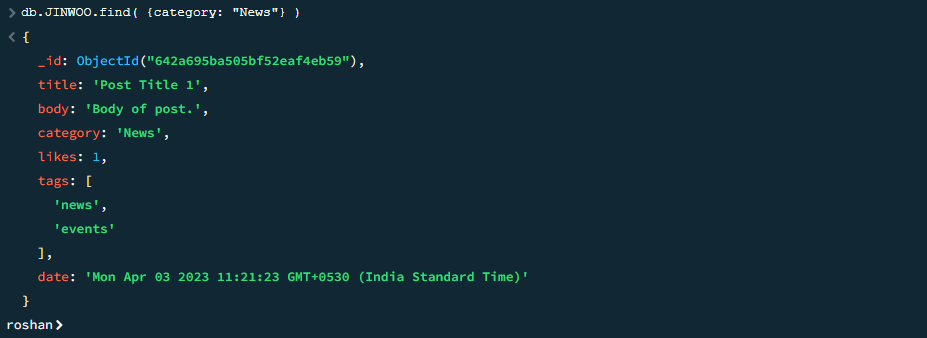 > db.JINWOO.find( {category: "News"} )
< {
_id: ObjectId("642a695ba505bf52eaf4eb59"),
title: 'Post Title 1',
body: 'Body of post.',
category: 'News',
likes: 1,
tags: [
'news',
'events'
],
date: 'Mon Apr 03 2023 11:21:23 GMT+0530 (India Standard Time)'
}
roshan>